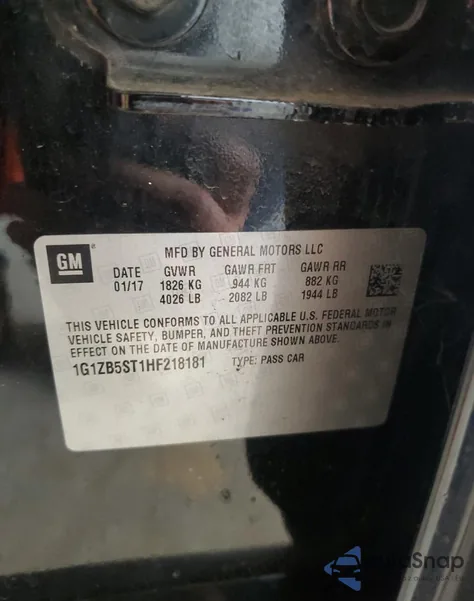 GM
MFD BY GENERAL MOTORS LLC
DATE GVWR GAWR FRT GAWR RR
01/17 1826 KG 944 KG 882 KG
4026 LB 2082 LB 1944 LB
THIS VEHICLE CONFORMS TO ALL APPLICABLE U.S. FEDERAL MOTOR
VEHICLE SAFETY, BUMPER, AND THEFT PREVENTION STANDARDS IN
EFFECT ON THE DATE OF MANUFACTURE SHOWN ABOVE.
1G1ZB5ST1HF218181 TYPE: PASS CAR